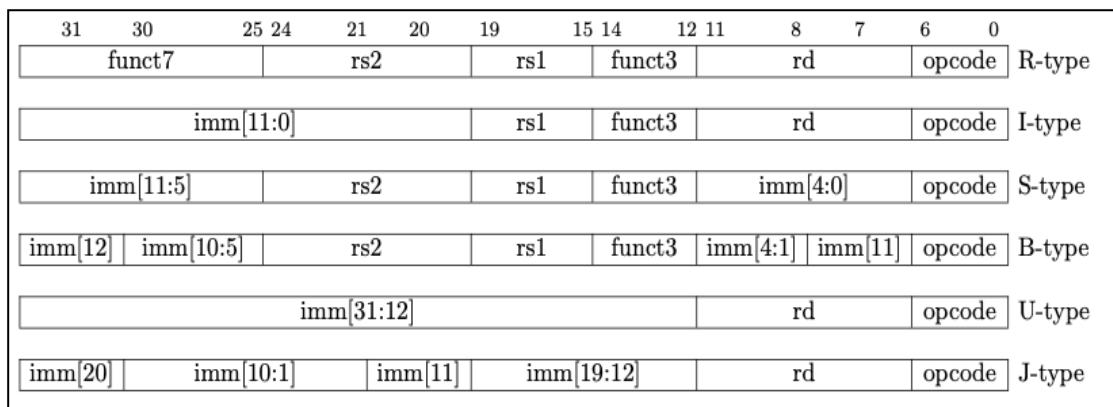 31 30 25 24 21 20 19 15 14 12 11 8 7 6 0
funct7 rs2 rs1 funct3 rd opcode R-type
imm[11:0] rs1 funct3 rd opcode I-type
imm[11:5] rs2 rs1 funct3 imm[4:0] opcode S-type
imm[12] imm[10:5] rs2 rs1 funct3 imm[4:1] imm[11] opcode B-type
imm[31:12] rd opcode U-type
imm[20] imm[10:1] imm[11] imm[19:12] rd opcode J-type